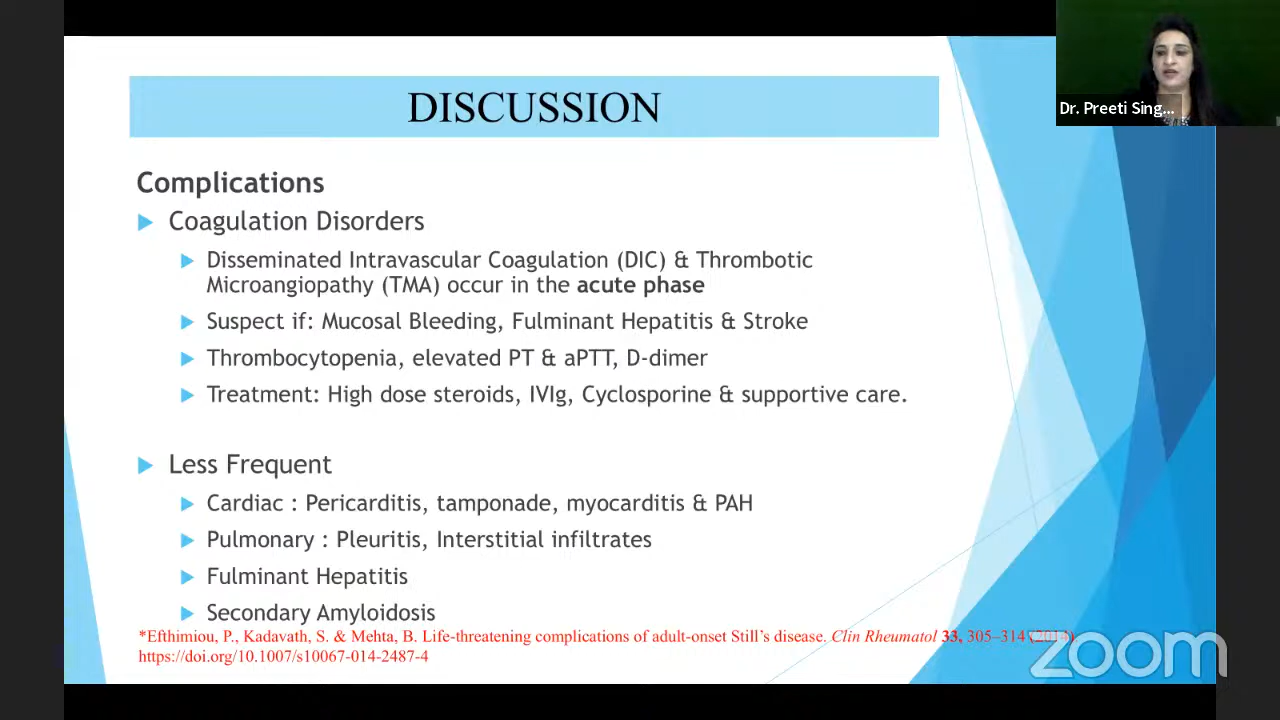 DISCUSSION
Dr. Preeti Sing...
Complications
Coagulation Disorders
Disseminated Intravascular Coagulation (DIC) & Thrombotic
Microangiopathy (TMA) occur in the acute phase
Suspect if: Mucosal Bleeding, Fulminant Hepatitis & Stroke
Thrombocytopenia, elevated PT & aPTT, D-dimer
Treatment: High dose steroids, IVIg, Cyclosporine & supportive care.
Less Frequent
Cardiac : Pericarditis, tamponade, myocarditis & PAH
Pulmonary : Pleuritis, Interstitial infiltrates
Fulminant Hepatitis
Secondary Amyloidosis
*Efthimiou, P., Kadavath, S. & Mehta, B. Life-threatening complications of adult-onset Still's disease. Clin Rheumatol 33, 305–314 (2014).
https://doi.org/10.1007/s10067-014-2487-4
zoom